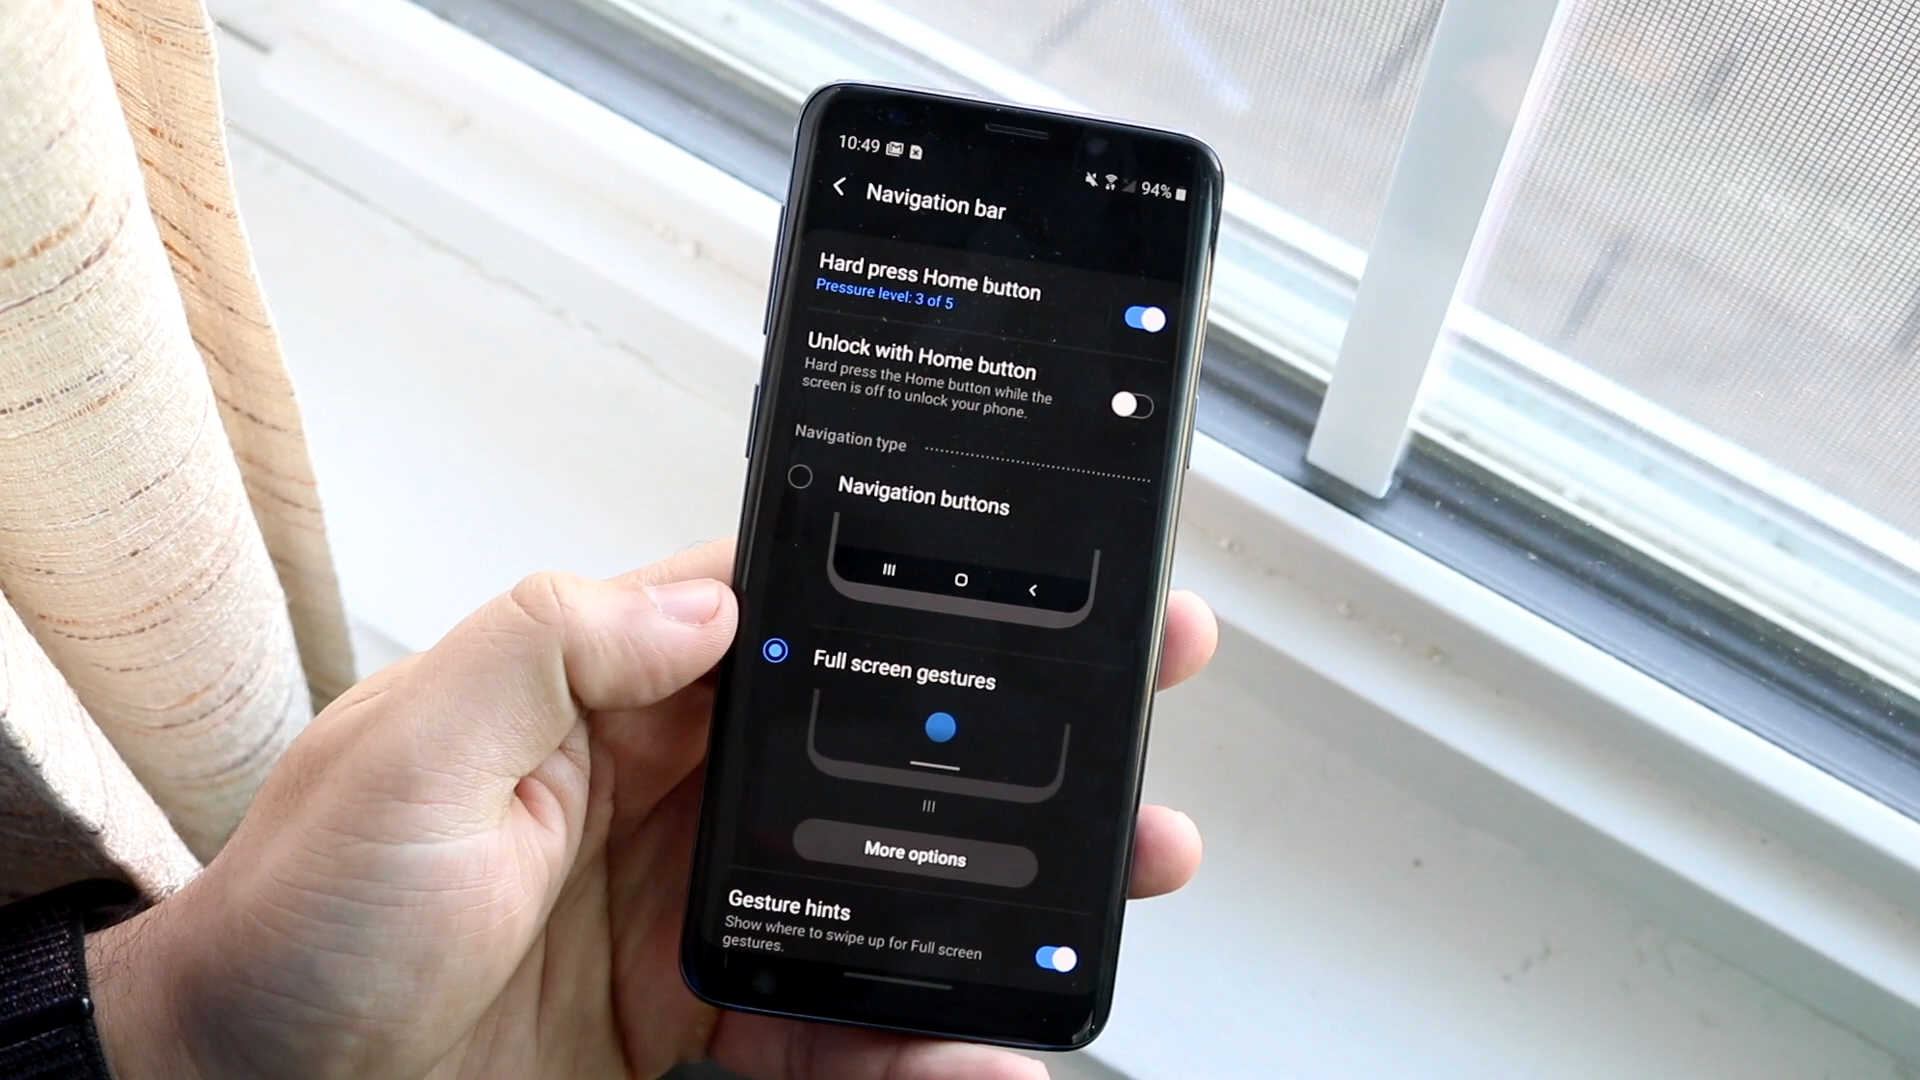 10:49
94%
Navigation bar
Hard press Home button
Pressure level: 3 of 5
Unlock with Home button
Hard press the Home button while the
screen is off to unlock your phone.
Navigation type
Navigation buttons
Full screen gestures
More options
Gesture hints
Show where to swipe up for Full screen
gestures.